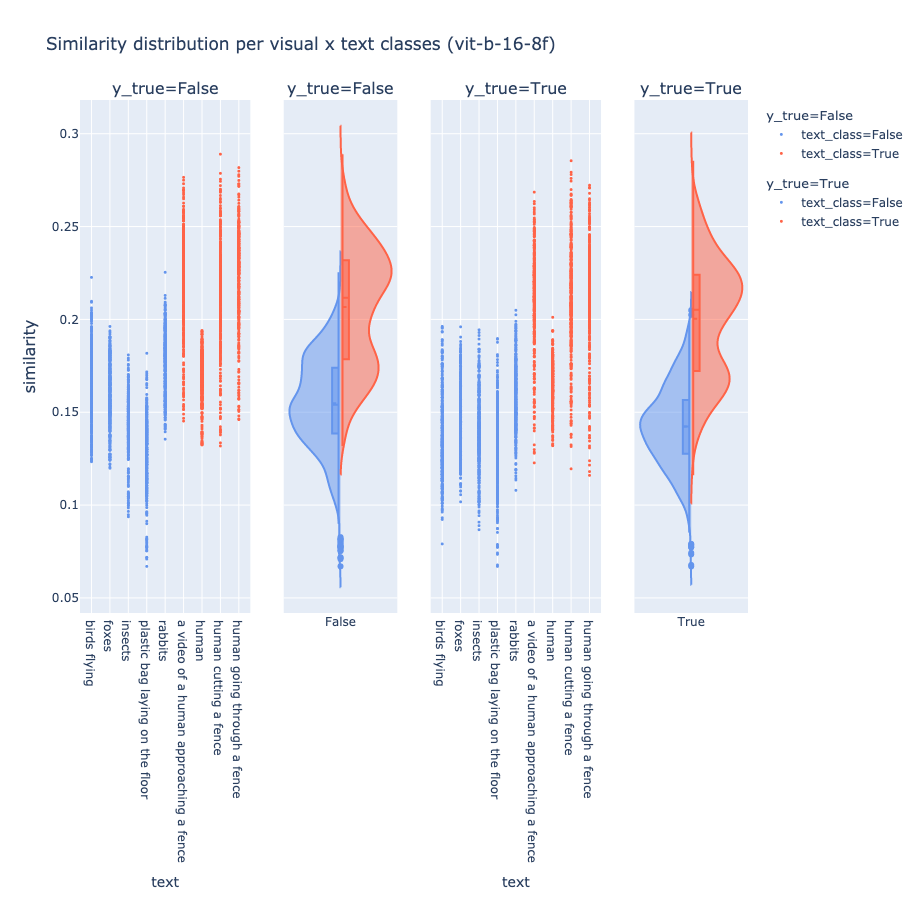 Similarity distribution per visual x text classes (vit-b-16-8f)
y_true=False
y_true=False
y_true=True
y_true=True
y_true=False
text_class=False
text_class=True
y_true=True
text_class=False
text_class=True
similarity
0.3
0.25
0.2
0.15
0.1
0.05
birds flying
foxes
insects
plastic bag laying on the floor
rabbits
a video of a human approaching a fence
human
human cutting a fence
human going through a fence
text
False
birds flying
foxes
insects
plastic bag laying on the floor
rabbits
a video of a human approaching a fence
human
human cutting a fence
human going through a fence
text
True